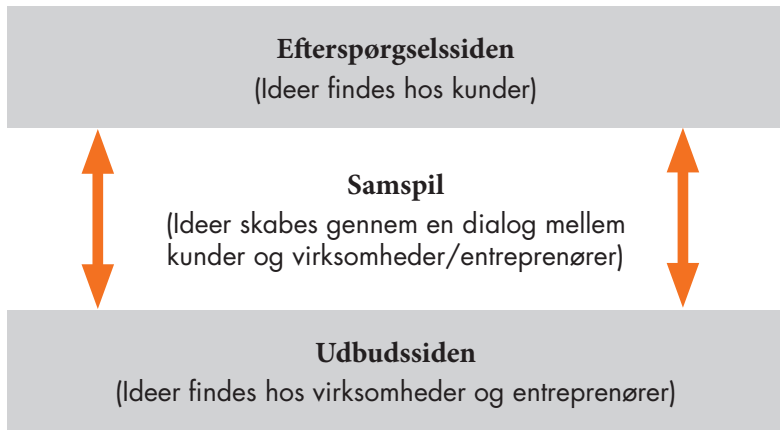 Efterspørgselssiden
(Ideer findes hos kunder)
Samspil
(Ideer skabes gennem en dialog mellem
kunder og virksomheder/entreprenører)
Udbudssiden
(Ideer findes hos virksomheder og entreprenører)